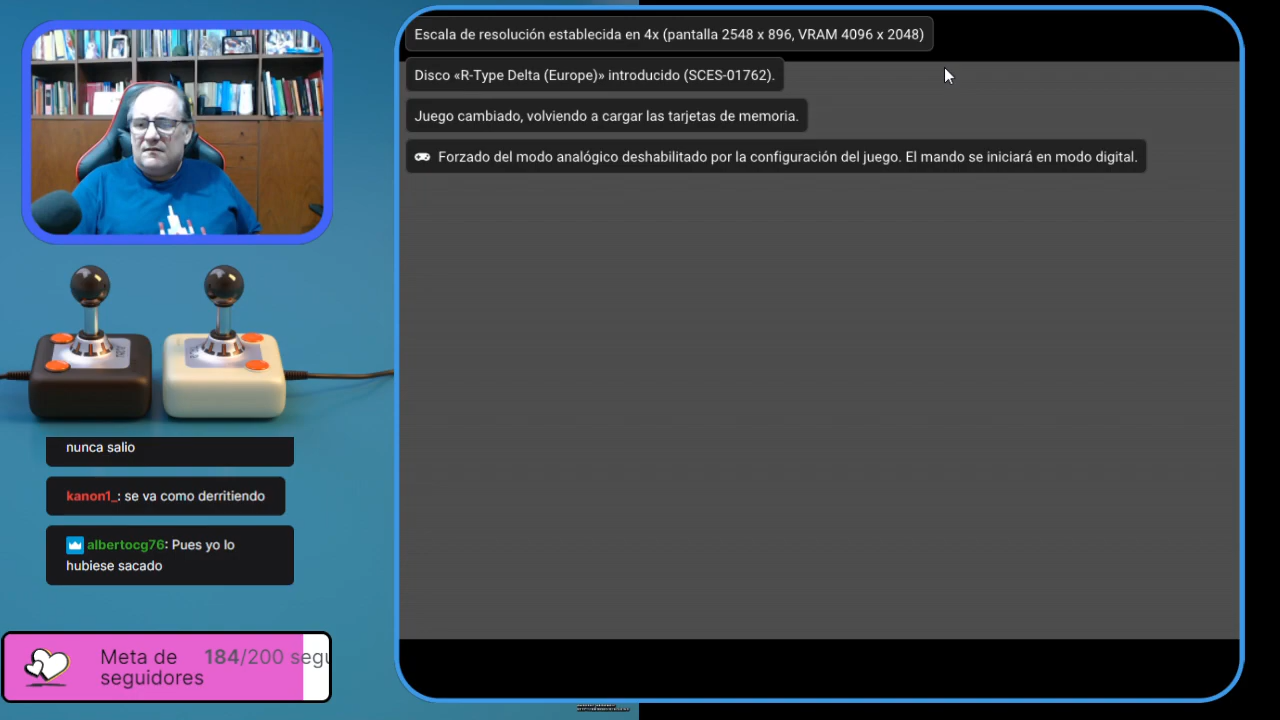 Escala de resolución establecida en 4x (pantalla 2548 x 896, VRAM 4096 x 2048)
Disco «R-Type Delta (Europe)» introducido (SCES-01762).
Juego cambiado, volviendo a cargar las tarjetas de memoria.
Forzado del modo analógico deshabilitado por la configuración del juego. El mando se iniciará en modo digital.
nunca salio
kanon1_: se va como derritiendo
albertocg76: Pues yo lo
hubiese sacado
Meta de
seguidores
184/200 segu